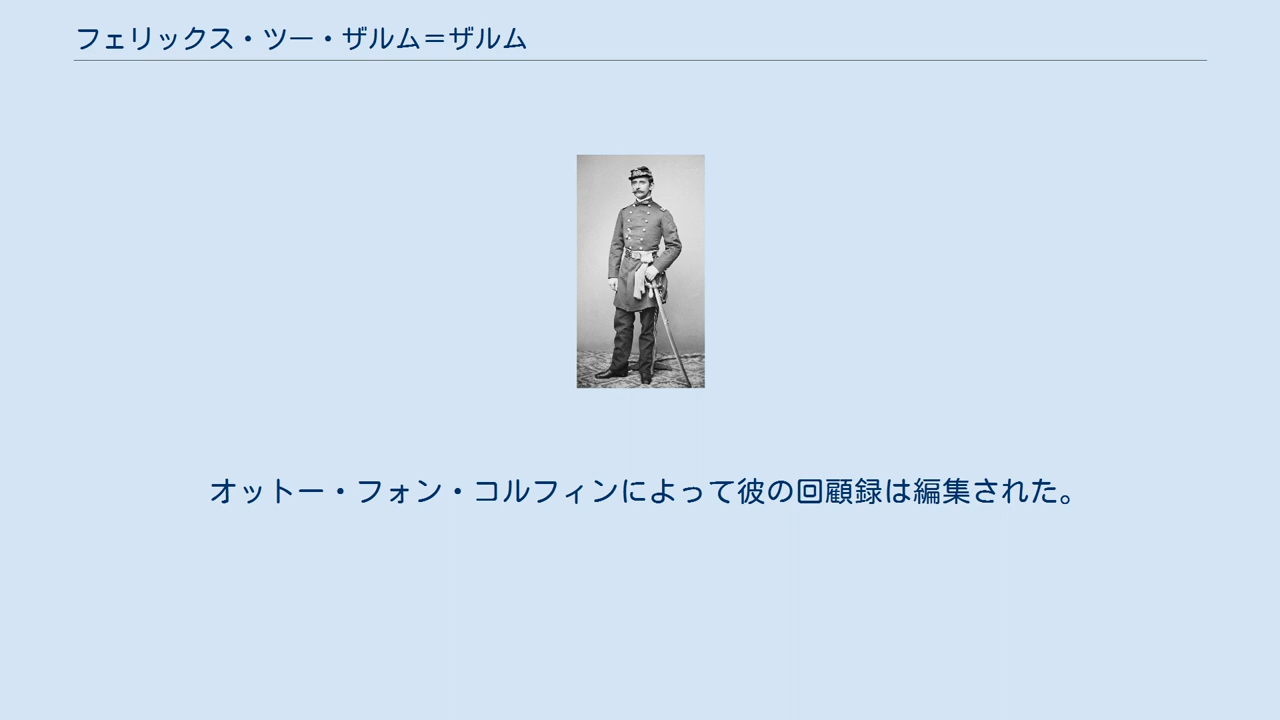 フェリックス・ツー・ザルム＝ザルム
オットー・フォン・コルフィンによって彼の回顧録は編集された。